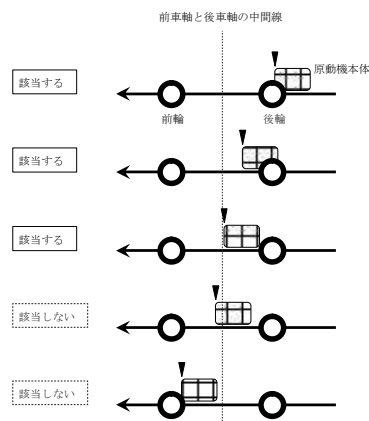 前車軸と後車軸の中間線
原動機本体
該当する
前輪
後輪
該当する
該当する
該当しない
該当しない